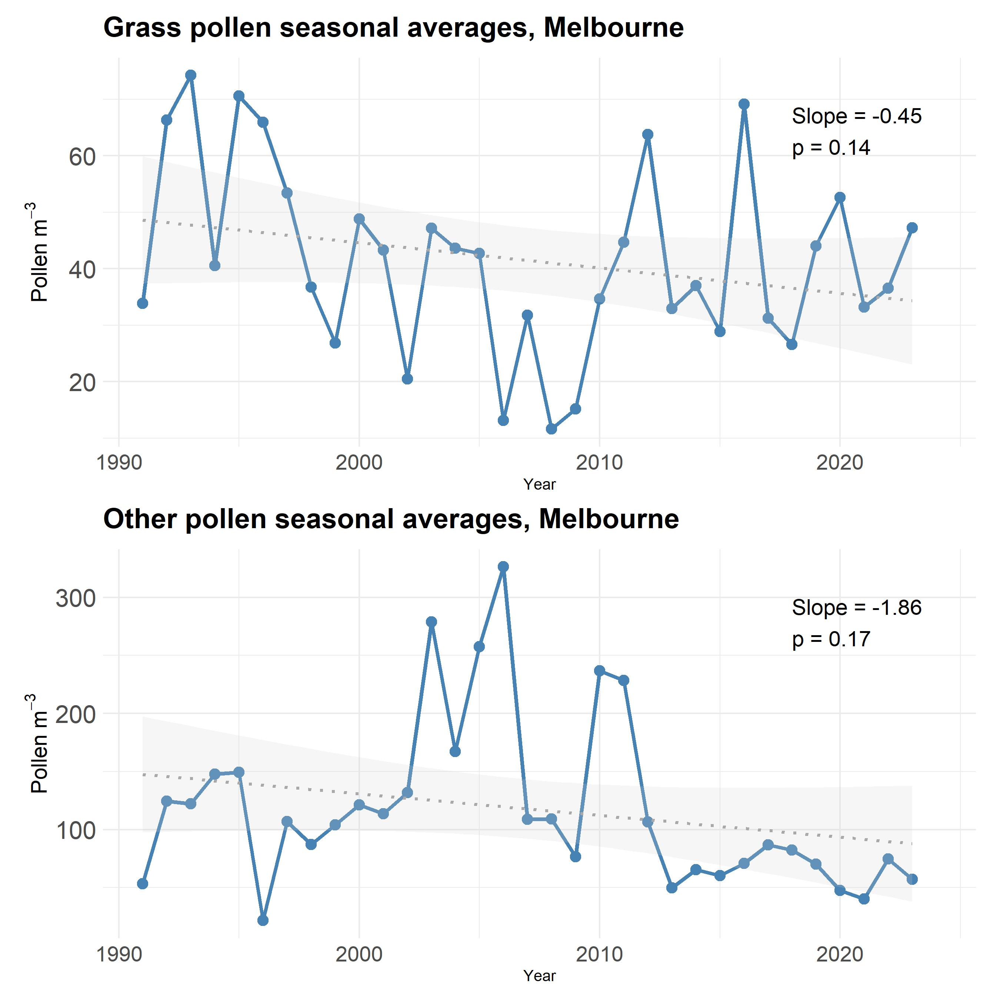 Grass pollen seasonal averages, Melbourne
Slope = -0.45
p = 0.14
60
40
20
Pollen m⁻³
1990 2000 2010 2020
Year
Other pollen seasonal averages, Melbourne
Slope = -1.86
p = 0.17
300
200
100
Pollen m⁻³
1990 2000 2010 2020
Year